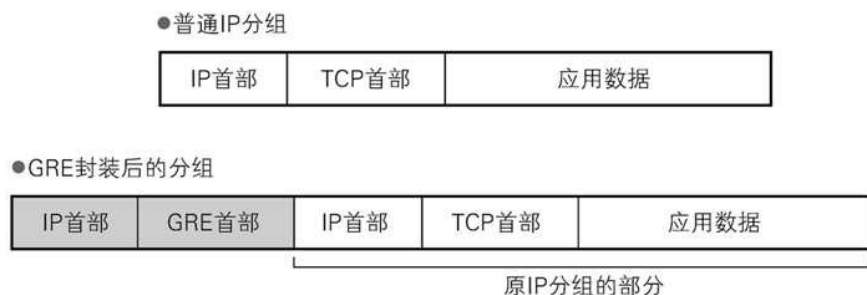 ●普通IP分组
IP首部 TCP首部 应用数据
●GRE封装后的分组
IP首部 GRE首部 IP首部 TCP首部 应用数据
原IP分组的部分